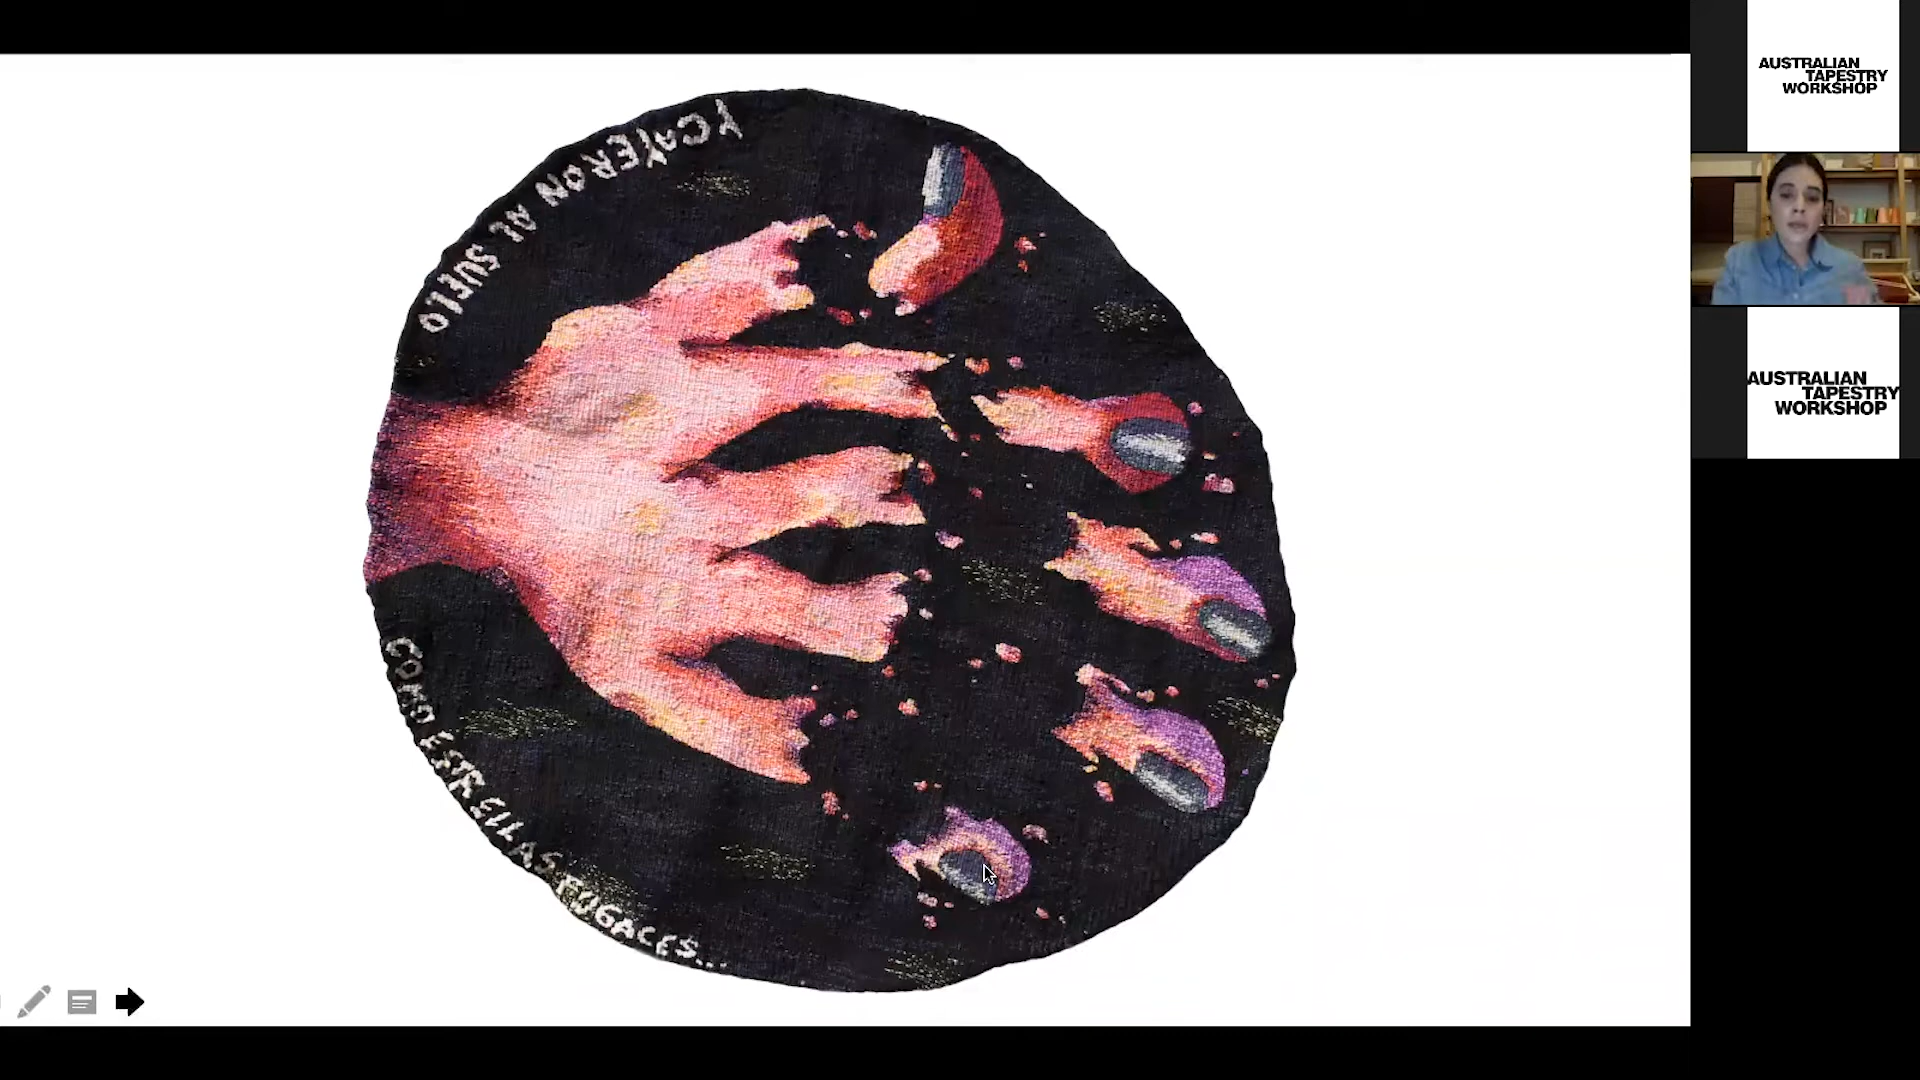 Y CAYERON AL SUELO
COMO ESTRELLAS FUGACES...
AUSTRALIAN
TAPESTRY
WORKSHOP
AUSTRALIAN
TAPESTRY
WORKSHOP